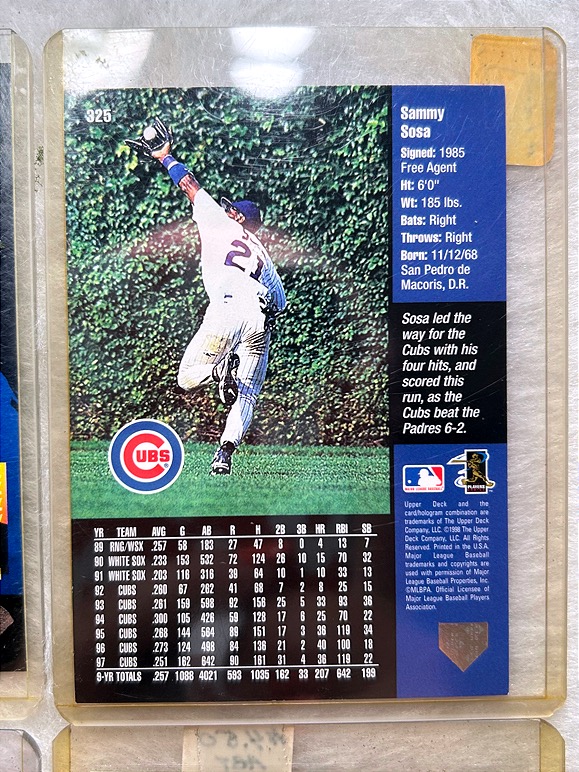 325
Sammy
Sosa
Signed: 1985
Free Agent
Ht: 6'0"
Wt: 185 lbs.
Bats: Right
Throws: Right
Born: 11/12/68
San Pedro de
Macoris, D.R.
21
Sosa led the
way for the
Cubs with his
four hits, and
scored this
run, as the
Cubs beat the
Padres 6-2.
CUBS
MAJOR LEAGUE BASEBALL
PLAYERS
Upper Deck and the
card/hologram combination are
trademarks of The Upper Deck
Company, LLC. ©1998 The Upper
Deck Company, LLC. All Rights
Reserved. Printed in the U.S.A.
Major League Baseball
trademarks and copyrights are
used with permission of Major
League Baseball Properties, Inc.
©MLBPA. Official Licensee of
Major League Baseball Players
Association.
YR TEAM AVG G AB R H 2B 3B HR RBI SB
89 RNG/WSX .257 58 183 27 47 8 0 4 13 7
90 WHITE SOX .233 153 532 72 124 26 10 15 70 32
91 WHITE SOX .203 116 316 39 64 10 1 10 33 13
92 CUBS .260 67 262 41 68 7 2 8 25 15
93 CUBS .261 159 598 92 156 25 5 33 93 36
94 CUBS .300 105 426 59 128 17 6 25 70 22
95 CUBS .268 144 564 89 151 17 3 36 119 34
96 CUBS .273 124 498 84 136 21 2 40 100 18
97 CUBS .251 162 642 90 161 31 4 36 119 22
9-YR TOTALS .257 1088 4021 593 1035 162 33 207 642 199